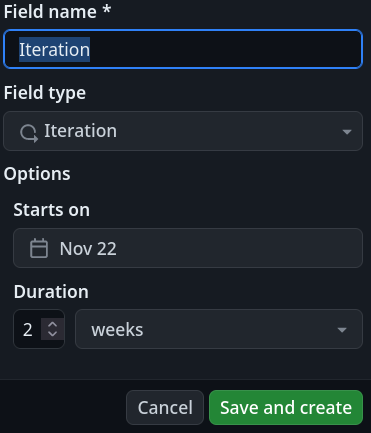 Field name *
Iteration
Field type
Iteration
Options
Starts on
Nov 22
Duration
2 weeks
Cancel Save and create